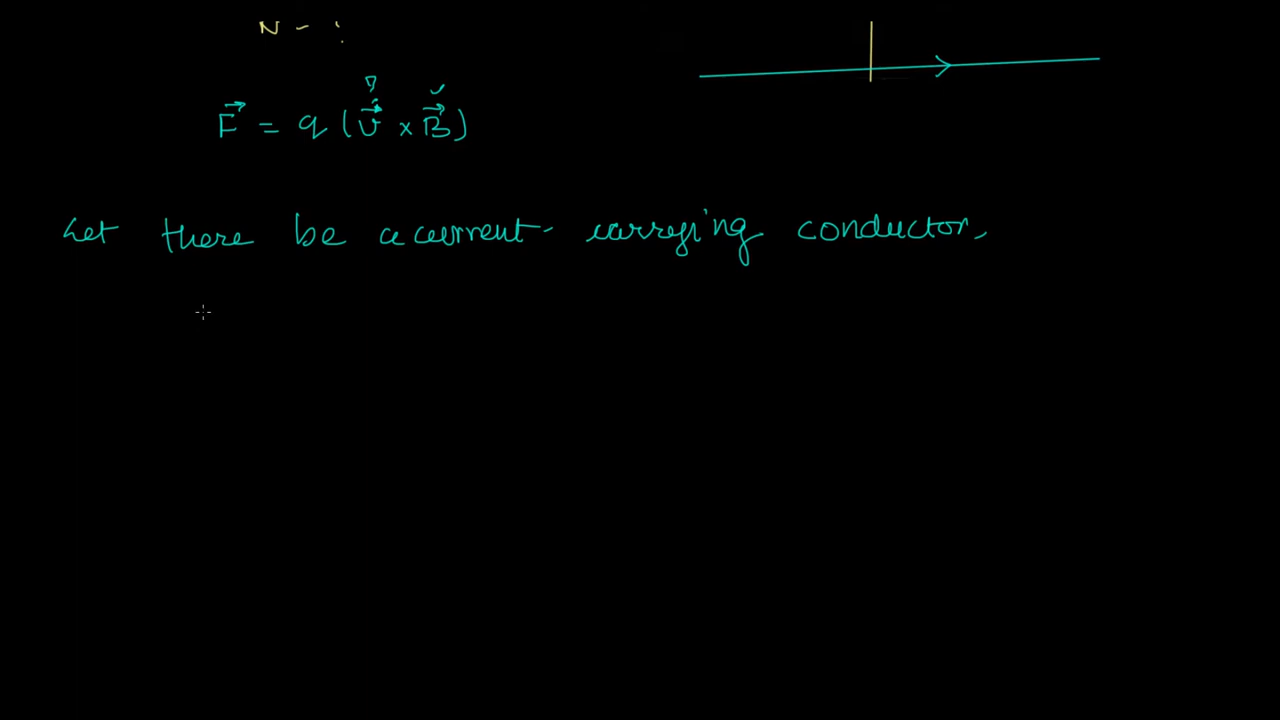 N - :
F⃗ = q (v⃗ × B⃗)
Let there be a current- carrying conductor,